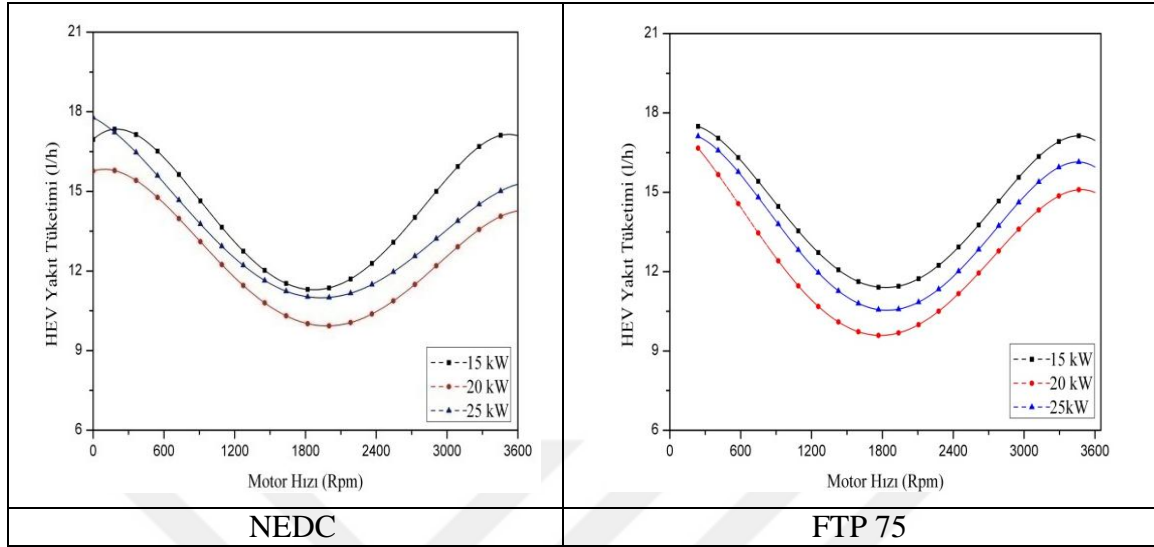 21
18
15
12
9
6
HEV Yakıt Tüketimi (l/h)
0 600 1200 1800 2400 3000 3600
Motor Hızı (Rpm)
15 kW
20 kW
25 kW
NEDC
21
18
15
12
9
6
HEV Yakıt Tüketimi (l/h)
0 600 1200 1800 2400 3000 3600
Motor Hızı (Rpm)
15 kW
20 kW
25kW
FTP 75